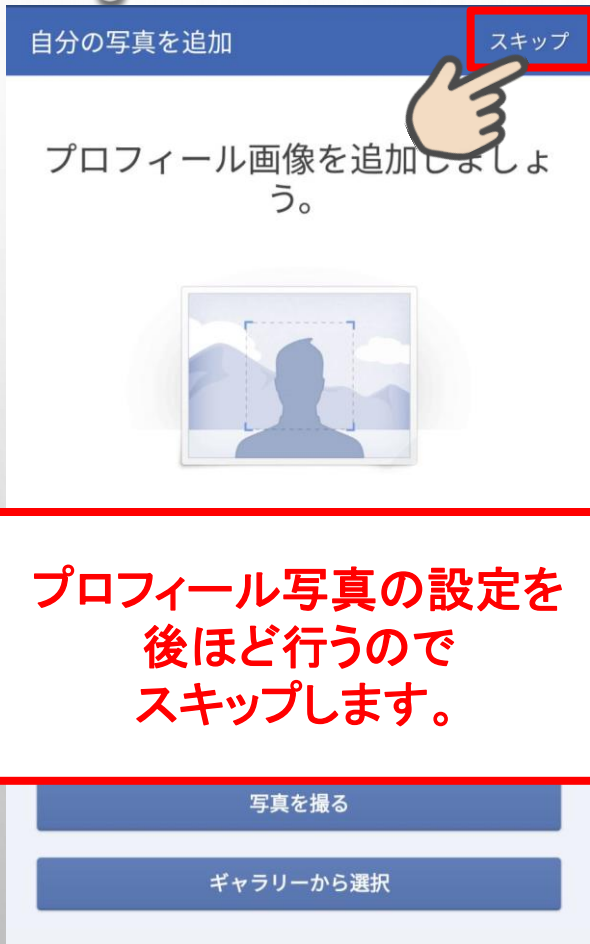 自分の写真を追加
スキップ
プロフィール画像を追加しましょ
う。
プロフィール写真の設定を
後ほど行うので
スキップします。
写真を撮る
ギャラリーから選択